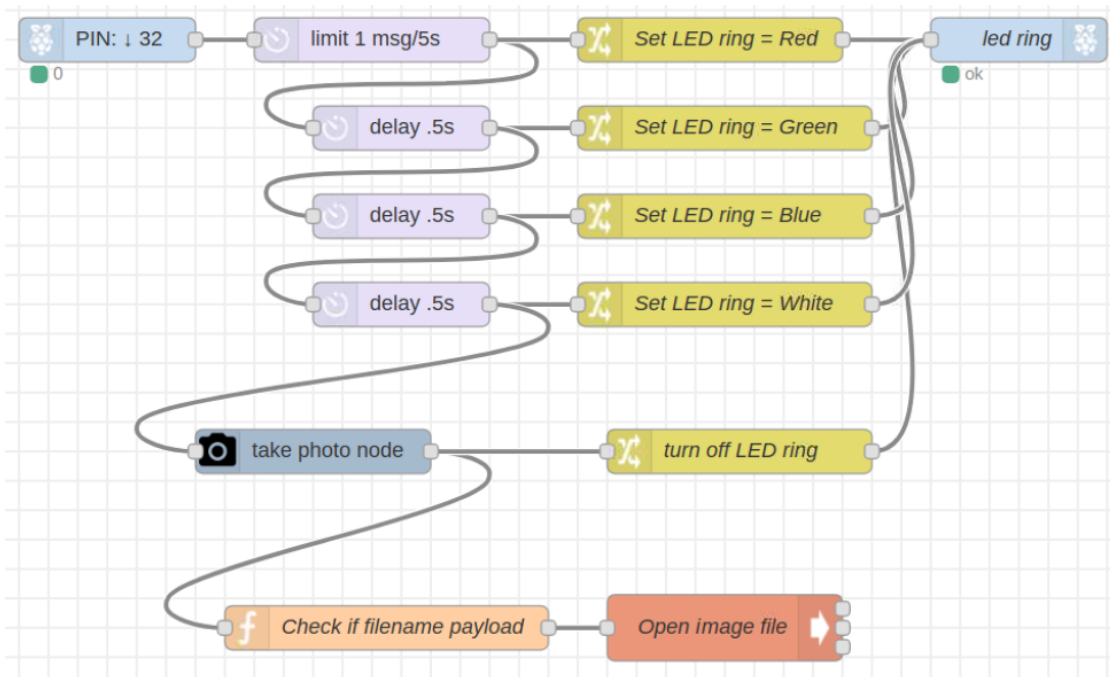 PIN: ↓ 32
limit 1 msg/5s
Set LED ring = Red
led ring
0
ok
delay .5s
Set LED ring = Green
delay .5s
Set LED ring = Blue
delay .5s
Set LED ring = White
take photo node
turn off LED ring
Check if filename payload
Open image file